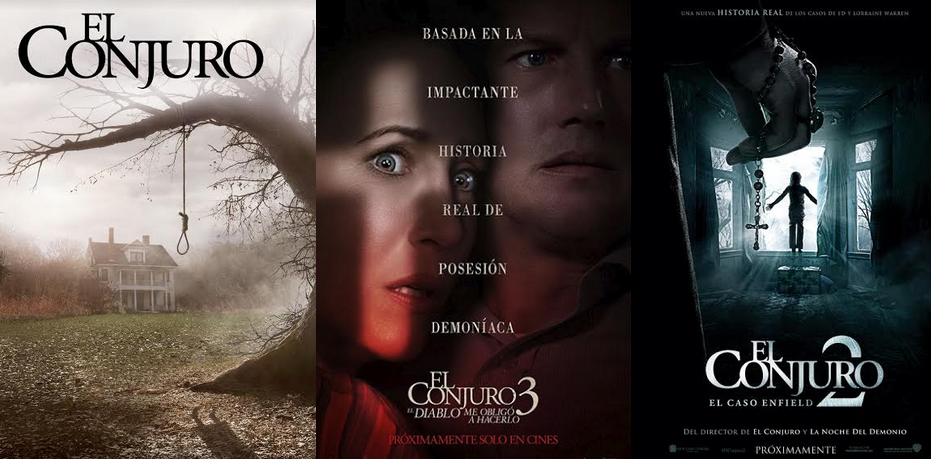 EL
CONJURO
BASADA EN LA
IMPACTANTE
HISTORIA
REAL DE
POSESIÓN
DEMONÍACA
EL
CONJURO 3
EL DIABLO ME OBLIGÓ
A HACERLO
PRÓXIMAMENTE SOLO EN CINES
UNA NUEVA HISTORIA REAL DE LOS CASOS DE ED Y LORRAINE WARREN
EL
CONJURO 2
EL CASO ENFIELD
DEL DIRECTOR DE EL CONJURO Y LA NOCHE DEL DEMONIO
PRÓXIMAMENTE